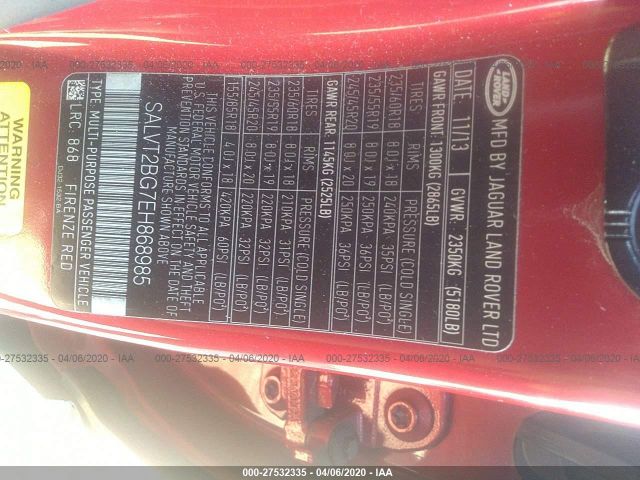 LAND ROVER
MFD BY JAGUAR LAND ROVER LTD
DATE: 11/13 GVWR: 2350KG (5180LB)
GAWR FRONT: 1300KG (2865LB)
TIRES RIMS PRESSURE (COLD SINGLE)
235/60R18 8.0J x 18 240KPA 35PSI (LB/PO²)
235/55R19 8.0J x 19 250KPA 36PSI (LB/PO²)
245/45R20 8.0J x 20 250KPA 36PSI (LB/PO²)
GAWR REAR: 1145KG (2525LB)
TIRES RIMS PRESSURE (COLD SINGLE)
235/60R18 8.0J x 18 210KPA 31PSI (LB/PO²)
235/55R19 8.0J x 19 220KPA 32PSI (LB/PO²)
245/45R20 8.0J x 20 220KPA 32PSI (LB/PO²)
155/85R18 4.0J x 18 420KPA 60PSI (LB/PO²)
THIS VEHICLE CONFORMS TO ALL APPLICABLE
U.S. FEDERAL MOTOR VEHICLE SAFETY AND THEFT
PREVENTION STANDARDS IN EFFECT ON THE DATE OF
MANUFACTURE SHOWN ABOVE
SALVT2BG7EH868985
TYPE: MULTI-PURPOSE PASSENGER VEHICLE
LRC: 868 FIRENZE RED
WARNING
ATTENTION
000-27532335 - 04/06/2020 - IAA